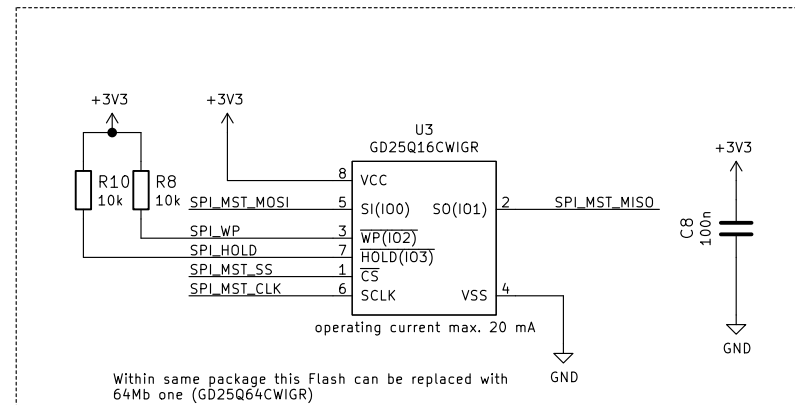 +3V3
+3V3
U3
GD25Q16CWIGR
+3V3
R10
10k
R8
10k
8 VCC
SPI_MST_MOSI 5 SI(IO0)
SO(IO1) 2 SPI_MST_MISO
SPI_WP 3 WP(IO2)
SPI_HOLD 7 HOLD(IO3)
SPI_MST_SS 1 CS
SPI_MST_CLK 6 SCLK
VSS 4
C8
100n
operating current max. 20 mA
GND
GND
Within same package this Flash can be replaced with
64Mb one (GD25Q64CWIGR)